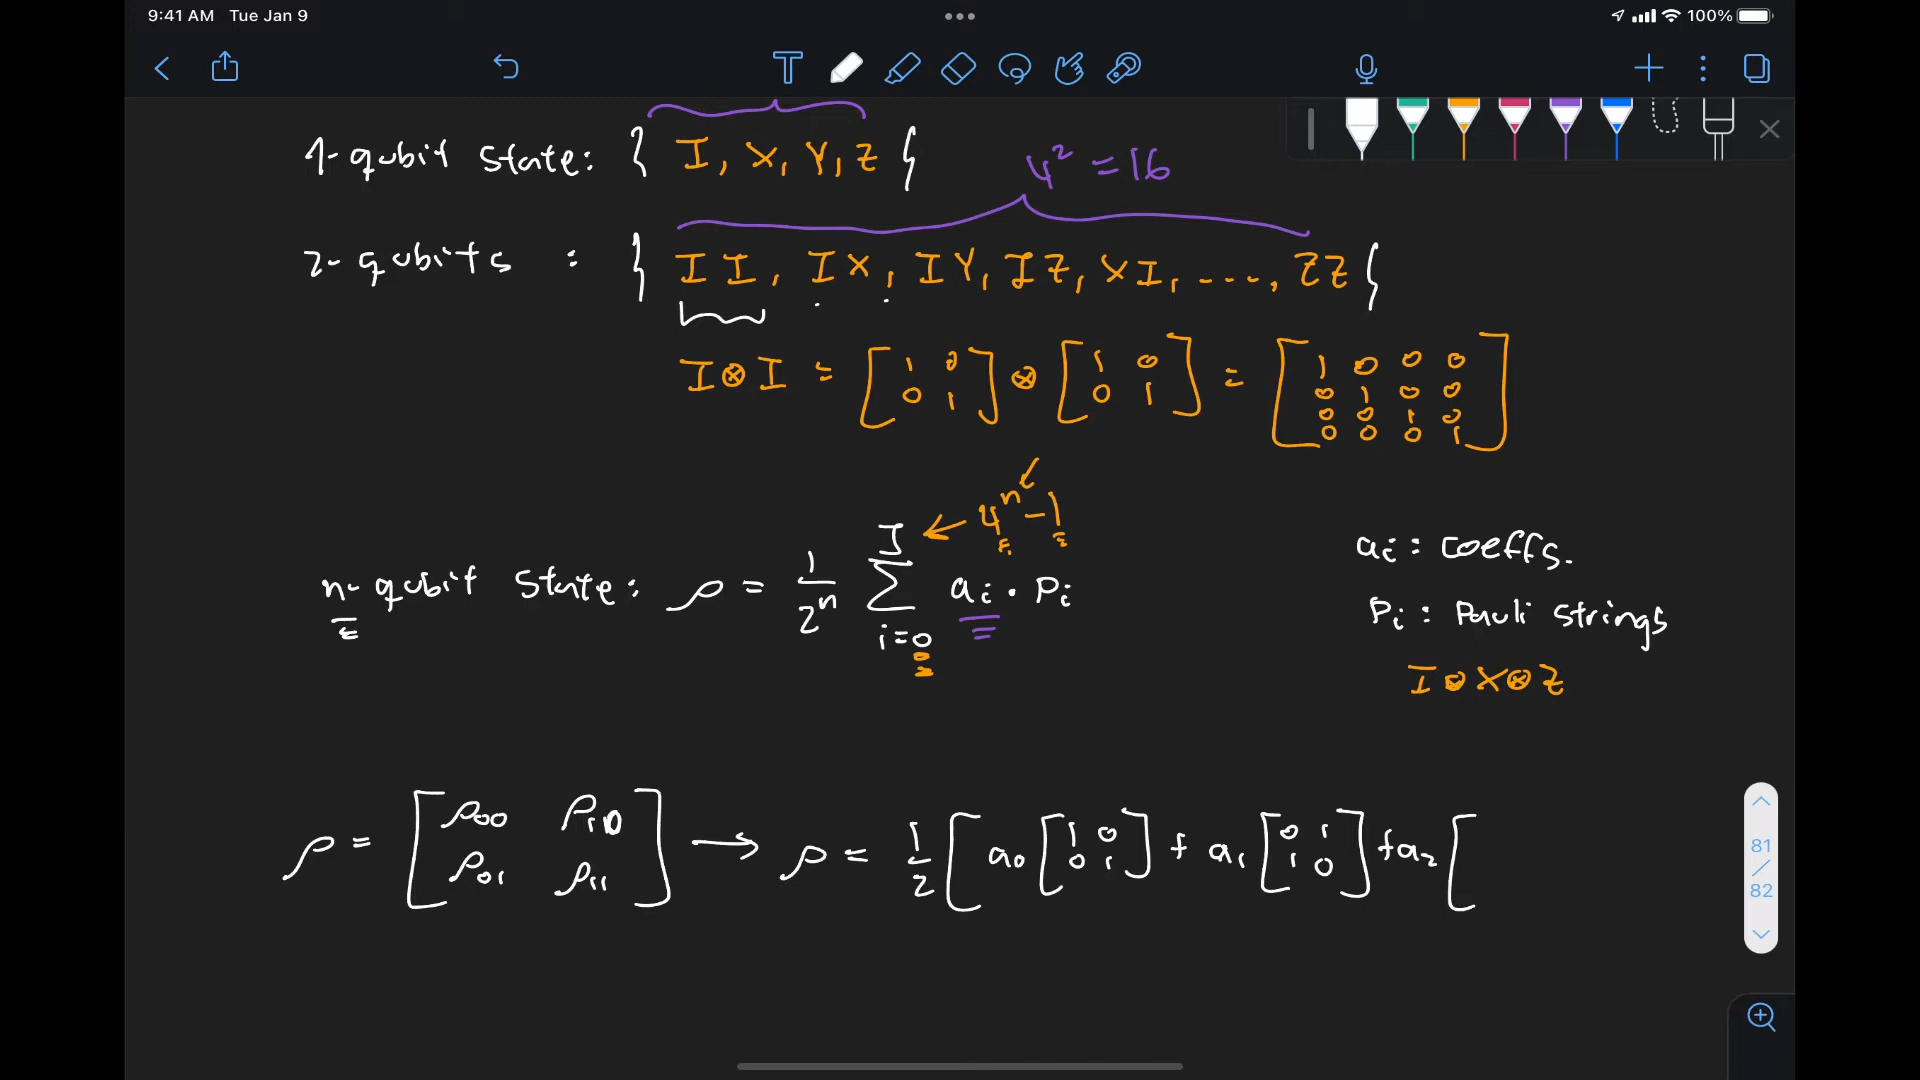 9:41 AM Tue Jan 9
100%
1-qubit state: { I, X, Y, Z }
4² = 16
2-qubits : { II, IX, IY, IZ, XI, ...., ZZ }
I⊗I = [1 0; 0 1] ⊗ [1 0; 0 1] = [1 0 0 0; 0 1 0 0; 0 0 1 0; 0 0 0 1]
n-qubit state: ρ = 1/2ⁿ Σ_{i=0}^{I} aᵢ · Pᵢ
← 4ⁿ-1
aᵢ : coeffs.
Pᵢ : Pauli strings
I⊗X⊗Z
ρ = [ρ₀₀ ρ₁₀; ρ₀₁ ρ₁₁] → ρ = 1/2 [ a₀ [1 0; 0 1] + a₁ [0 1; 1 0] + a₂ [
81
82